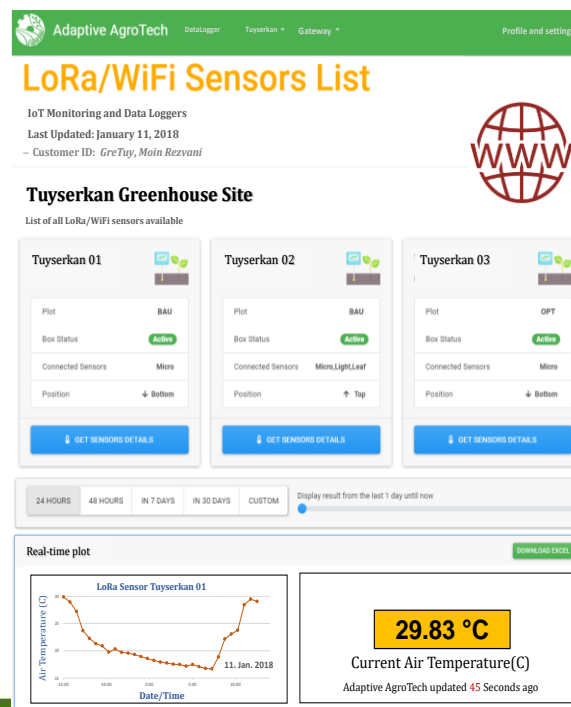 Adaptive AgroTech DataLogger Tuyserkan Gateway Profile and setting
LoRa/WiFi Sensors List
IoT Monitoring and Data Loggers
Last Updated: January 11, 2018
– Customer ID: GreTuy, Moin Rezvani
WWW
Tuyserkan Greenhouse Site
List of all LoRa/WiFi sensors available
Tuyserkan 01
Plot BAU
Box Status Active
Connected Sensors Micro
Position ↓ Bottom
GET SENSORS DETAILS
Tuyserkan 02
Plot BAU
Box Status Active
Connected Sensors Micro,Light,Leaf
Position ↑ Top
GET SENSORS DETAILS
Tuyserkan 03
Plot OPT
Box Status Active
Connected Sensors Micro
Position ↓ Bottom
GET SENSORS DETAILS
24 HOURS 48 HOURS IN 7 DAYS IN 30 DAYS CUSTOM
Display result from the last 1 day until now
Real-time plot DOWNLOAD EXCEL
LoRa Sensor Tuyserkan 01
Air Temperature (C)
11. Jan. 2018
Date/Time
29.83 °C
Current Air Temperature(C)
Adaptive AgroTech updated 45 Seconds ago